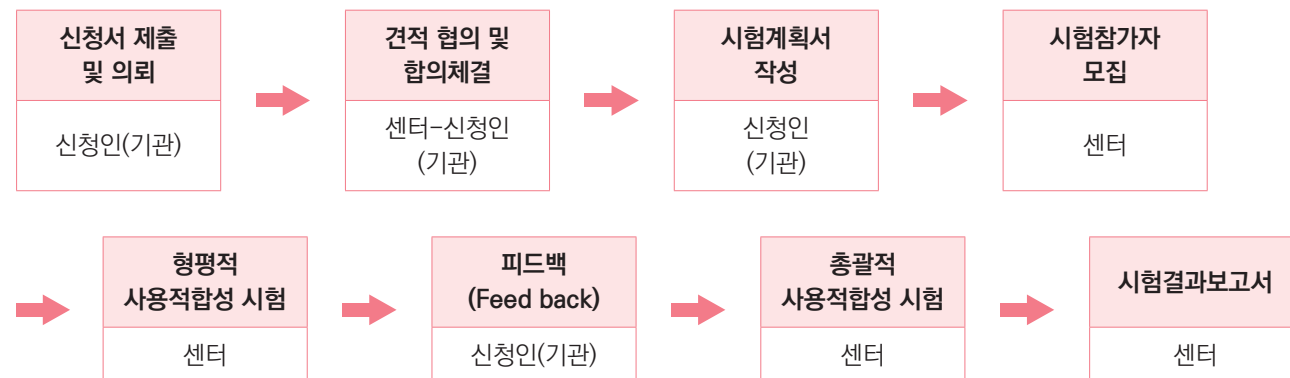 신청서 제출
및 의뢰
신청인(기관)
견적 협의 및
합의체결
센터-신청인
(기관)
시험계획서
작성
신청인
(기관)
시험참가자
모집
센터
형평적
사용적합성 시험
센터
피드백
(Feed back)
신청인(기관)
총괄적
사용적합성 시험
센터
시험결과보고서
센터